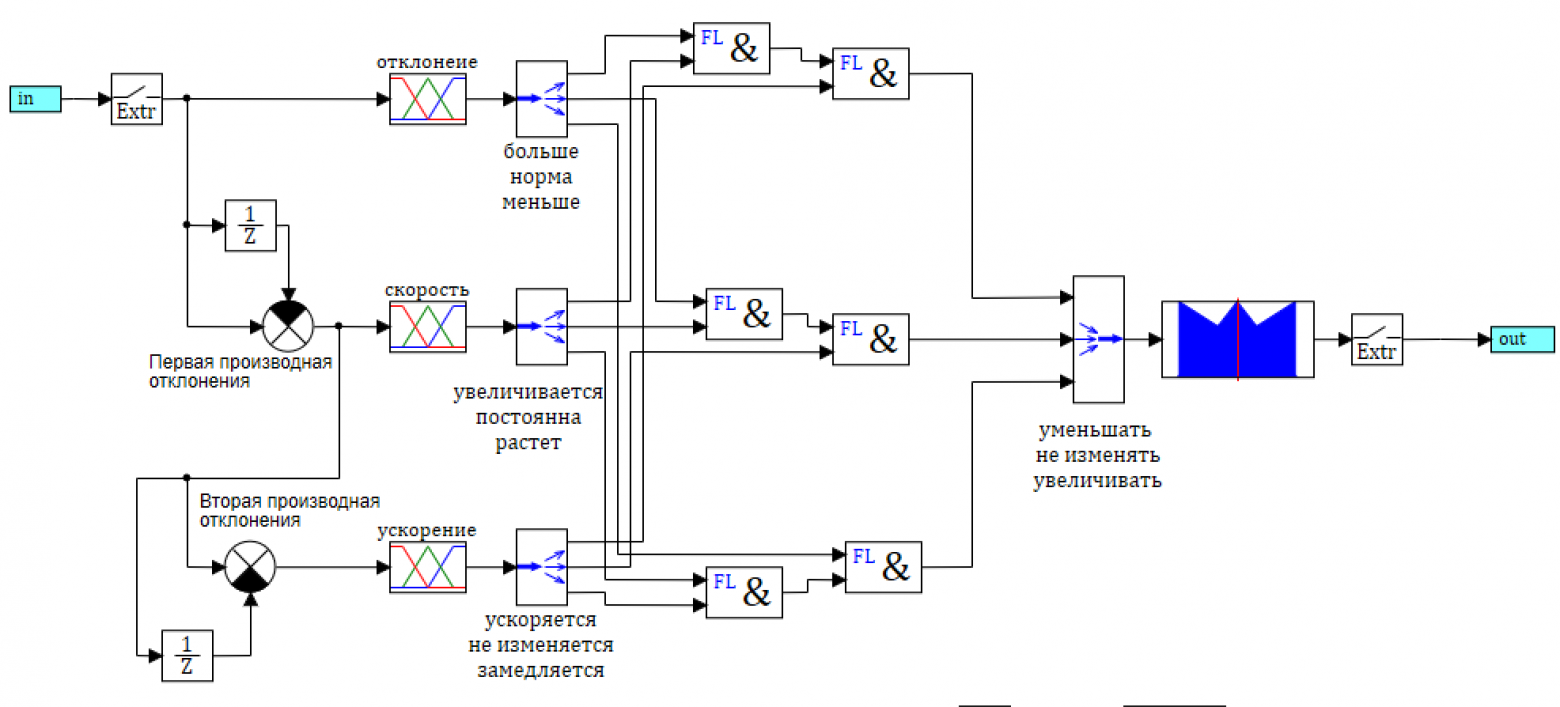 in
Extr
отклонеие
FL &
FL &
больше
норма
меньше
1
Z
Первая производная
отклонения
скорость
увеличивается
постоянна
растет
FL &
FL &
уменьшать
не изменять
увеличивать
Extr
out
Вторая производная
отклонения
1
Z
ускорение
ускоряется
не изменяется
замедляется
FL &
FL &